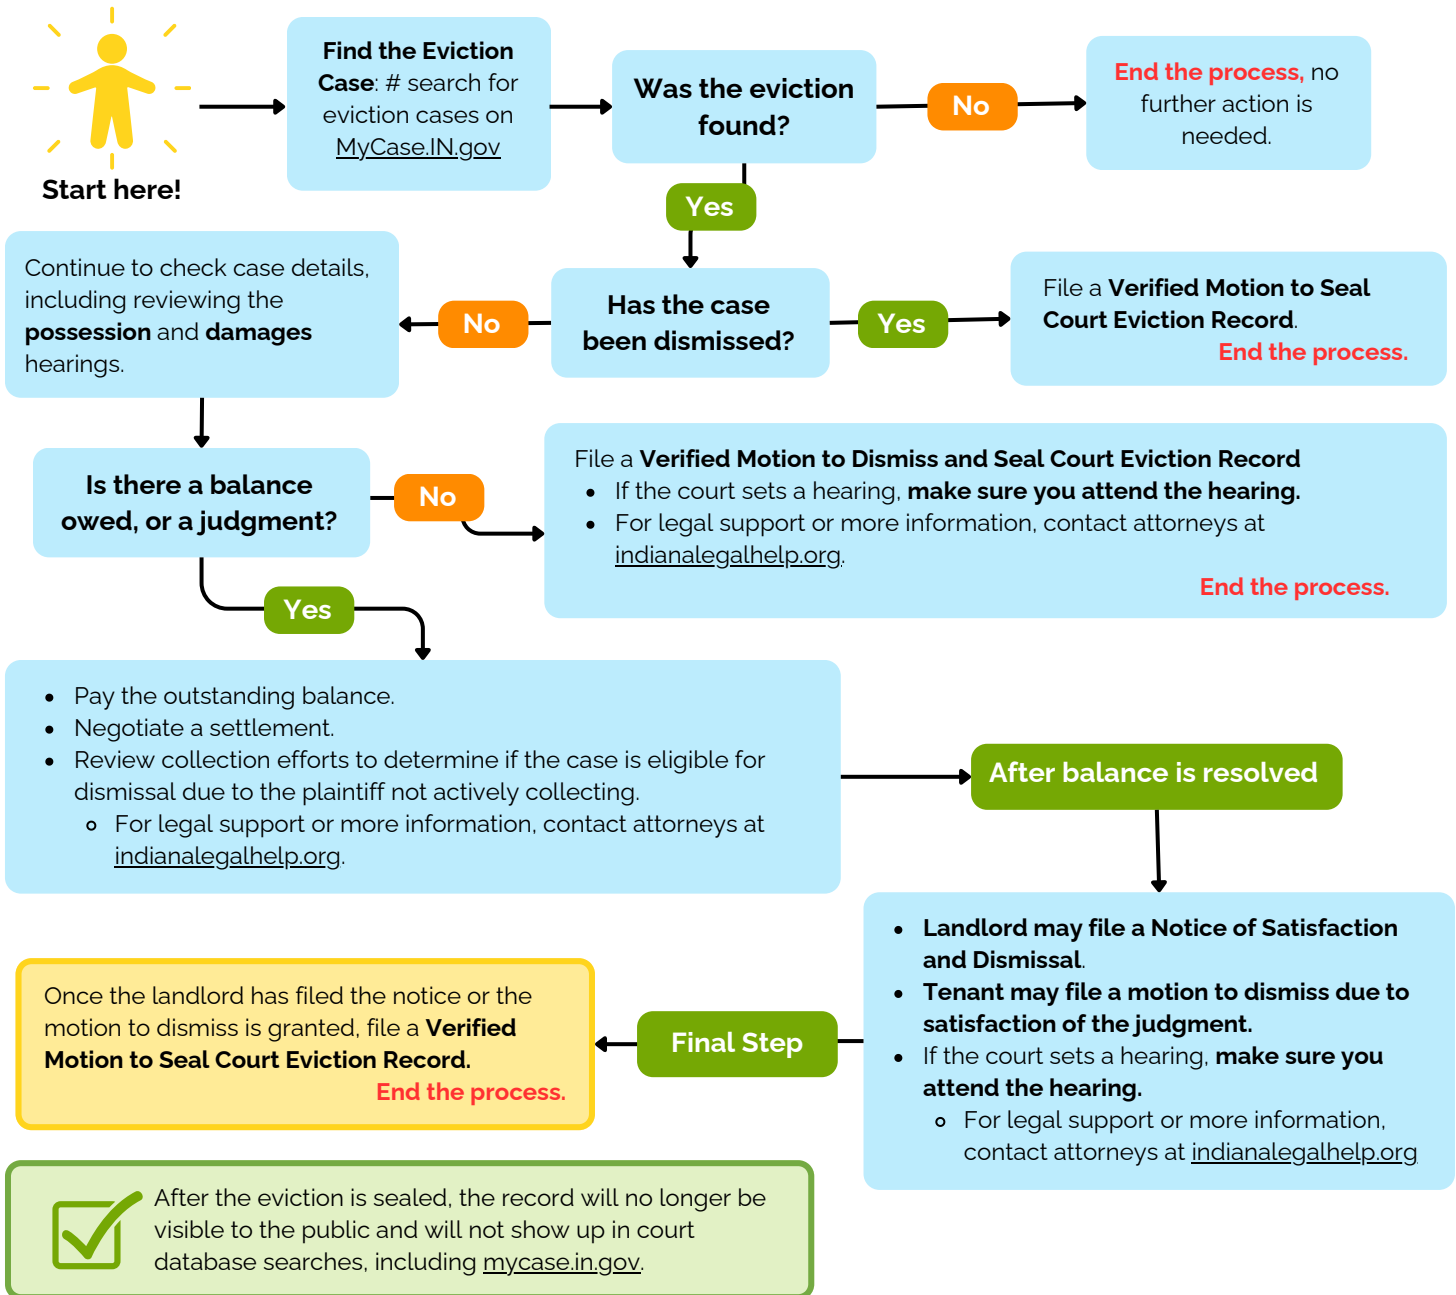 Start here!
Find the Eviction
Case: # search for
eviction cases on
MyCase.IN.gov
Was the eviction
found?
No
End the process, no
further action is
needed.
Yes
Continue to check case details,
including reviewing the
possession and damages
hearings.
No
Has the case
been dismissed?
Yes
File a Verified Motion to Seal
Court Eviction Record.
End the process.
Is there a balance
owed, or a judgment?
No
File a Verified Motion to Dismiss and Seal Court Eviction Record
• If the court sets a hearing, make sure you attend the hearing.
• For legal support or more information, contact attorneys at
indianalegalhelp.org.
End the process.
Yes
• Pay the outstanding balance.
• Negotiate a settlement.
• Review collection efforts to determine if the case is eligible for
dismissal due to the plaintiff not actively collecting.
◦ For legal support or more information, contact attorneys at
indianalegalhelp.org.
After balance is resolved
• Landlord may file a Notice of Satisfaction
and Dismissal.
• Tenant may file a motion to dismiss due to
satisfaction of the judgment.
• If the court sets a hearing, make sure you
attend the hearing.
◦ For legal support or more information,
contact attorneys at indianalegalhelp.org
Final Step
Once the landlord has filed the notice or the
motion to dismiss is granted, file a Verified
Motion to Seal Court Eviction Record.
End the process.
After the eviction is sealed, the record will no longer be
visible to the public and will not show up in court
database searches, including mycase.in.gov.